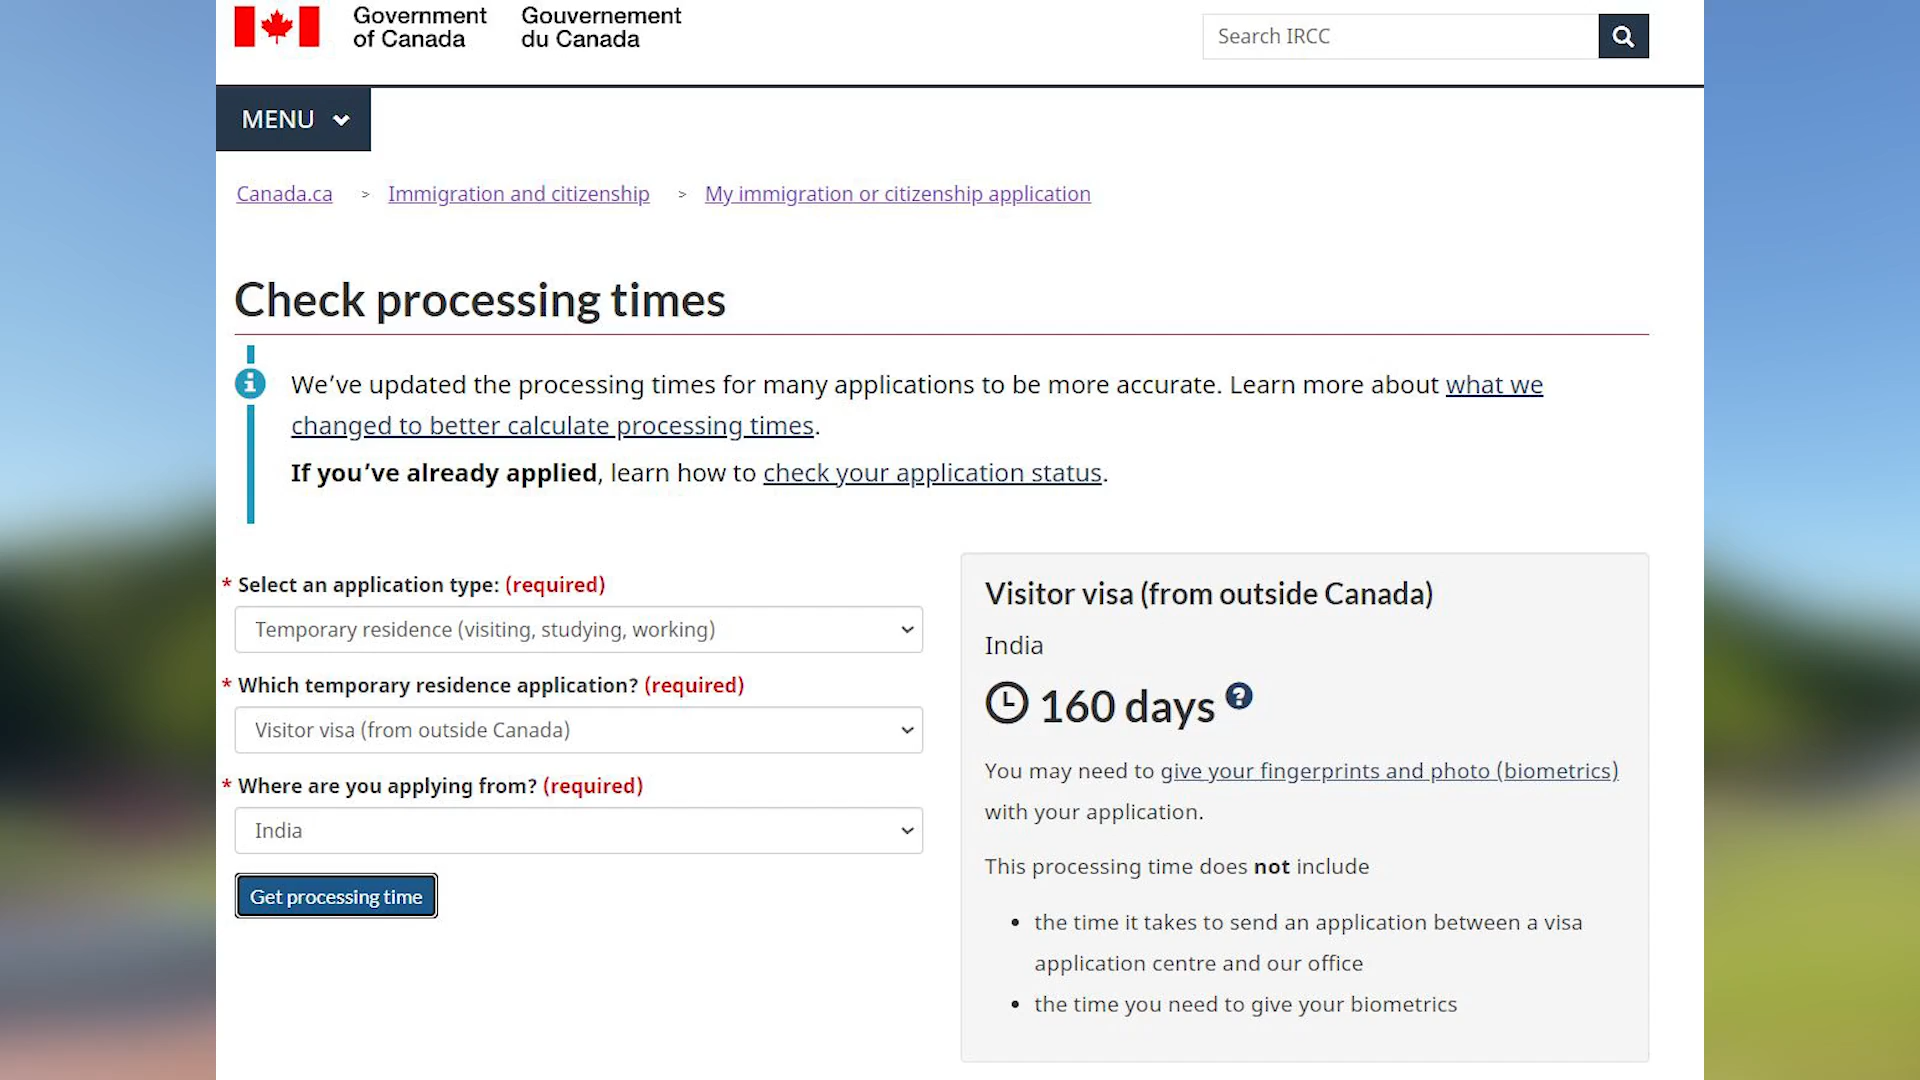 Government of Canada
Gouvernement du Canada
Search IRCC
MENU
Canada.ca > Immigration and citizenship > My immigration or citizenship application
Check processing times
We’ve updated the processing times for many applications to be more accurate. Learn more about what we
changed to better calculate processing times.
If you’ve already applied, learn how to check your application status.
* Select an application type: (required)
Temporary residence (visiting, studying, working)
* Which temporary residence application? (required)
Visitor visa (from outside Canada)
* Where are you applying from? (required)
India
Get processing time
Visitor visa (from outside Canada)
India
160 days ?
You may need to give your fingerprints and photo (biometrics)
with your application.
This processing time does not include
• the time it takes to send an application between a visa
application centre and our office
• the time you need to give your biometrics